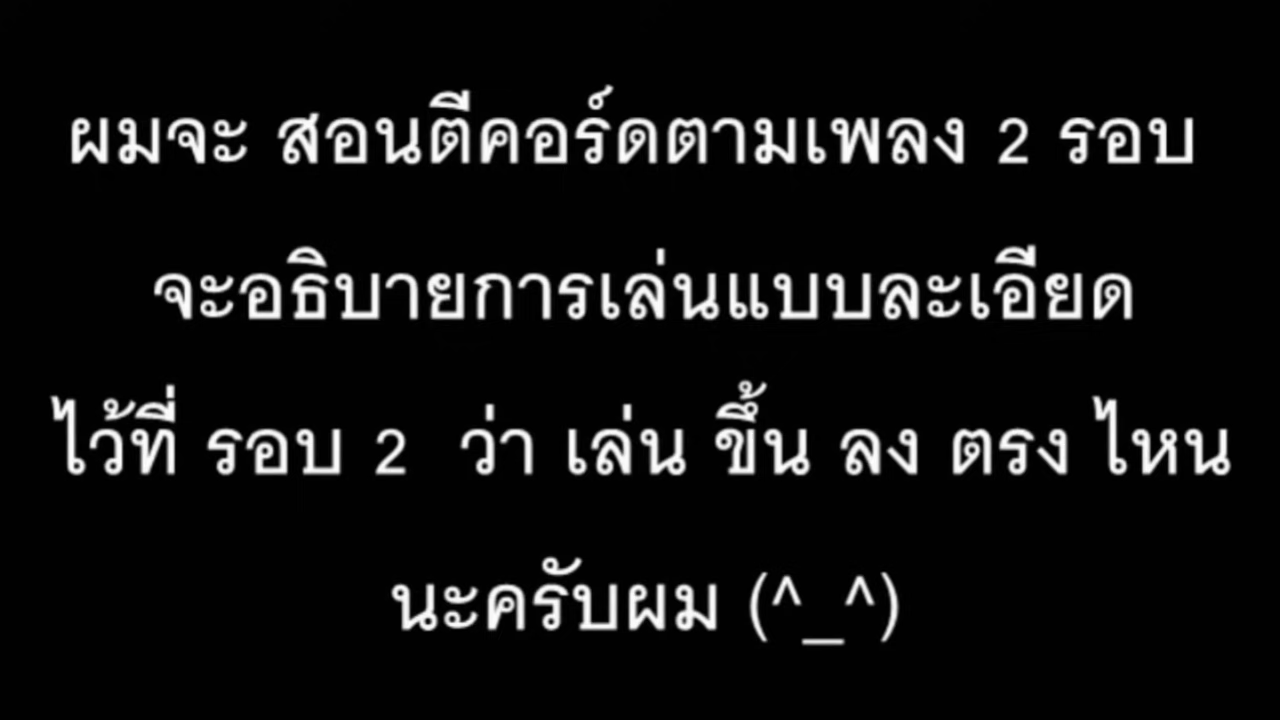 ผมจะ สอนตีคอร์ดตามเพลง 2 รอบ
จะอธิบายการเล่นแบบละเอียด
ไว้ที่ รอบ 2 ว่า เล่น ขึ้น ลง ตรง ไหน
นะครับผม (^_^)